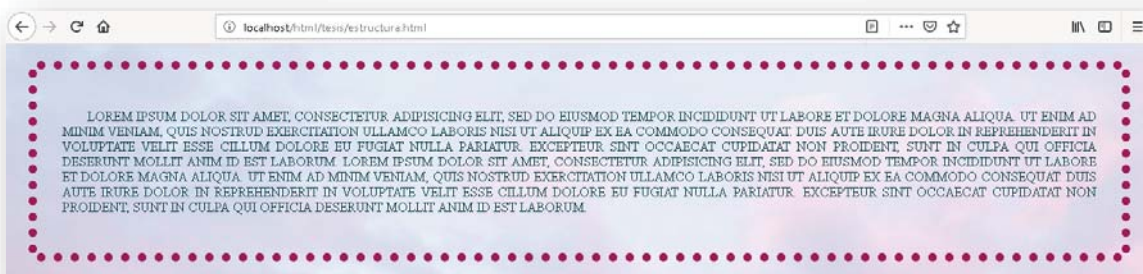 localhost/html/tesis/estructura.html
LOREM IPSUM DOLOR SIT AMET, CONSECTETUR ADIPISICING ELIT, SED DO EIUSMOD TEMPOR INCIDIDUNT UT LABORE ET DOLORE MAGNA ALIQUA. UT ENIM AD
MINIM VENIAM, QUIS NOSTRUD EXERCITATION ULLAMCO LABORIS NISI UT ALIQUIP EX EA COMMODO CONSEQUAT. DUIS AUTE IRURE DOLOR IN REPREHENDERIT IN
VOLUPTATE VELIT ESSE CILLUM DOLORE EU FUGIAT NULLA PARIATUR. EXCEPTEUR SINT OCCAECAT CUPIDATAT NON PROIDENT, SUNT IN CULPA QUI OFFICIA
DESERUNT MOLLIT ANIM ID EST LABORUM. LOREM IPSUM DOLOR SIT AMET, CONSECTETUR ADIPISICING ELIT, SED DO EIUSMOD TEMPOR INCIDIDUNT UT LABORE
ET DOLORE MAGNA ALIQUA. UT ENIM AD MINIM VENIAM, QUIS NOSTRUD EXERCITATION ULLAMCO LABORIS NISI UT ALIQUIP EX EA COMMODO CONSEQUAT. DUIS
AUTE IRURE DOLOR IN REPREHENDERIT IN VOLUPTATE VELIT ESSE CILLUM DOLORE EU FUGIAT NULLA PARIATUR. EXCEPTEUR SINT OCCAECAT CUPIDATAT NON
PROIDENT, SUNT IN CULPA QUI OFFICIA DESERUNT MOLLIT ANIM ID EST LABORUM.